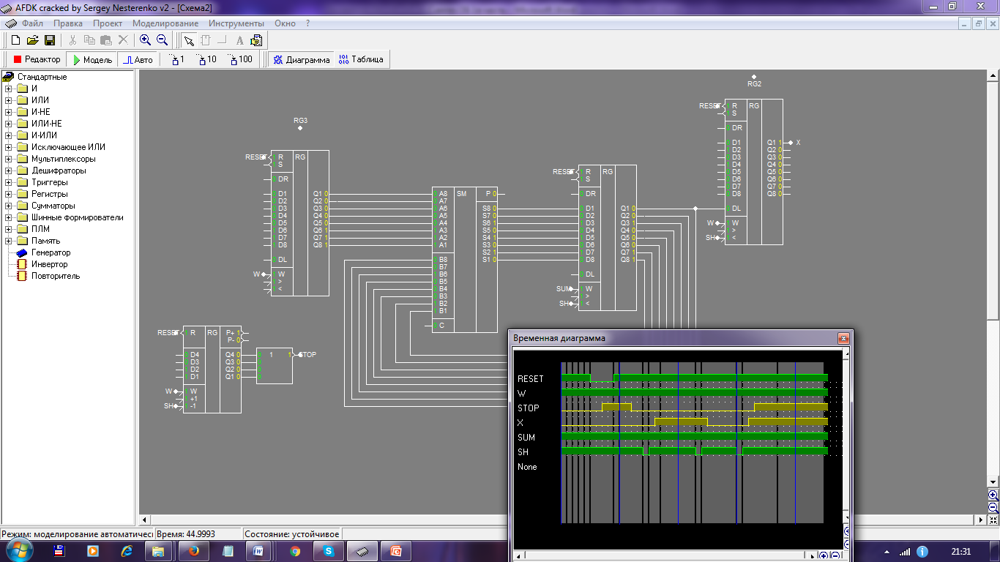 AFDK cracked by Sergey Nesterenko v2 - [Схема2]
Файл Правка Проект Моделирование Инструменты Окно ?
Редактор Модель Авто 1 10 100 Диаграмма Таблица
Стандартные
И
ИЛИ
И-НЕ
ИЛИ-НЕ
И-ИЛИ
Исключающее ИЛИ
Мультиплексоры
Дешифраторы
Триггеры
Регистры
Сумматоры
Шинные формирователи
ПЛМ
Память
Генератор
Инвертор
Повторитель
RG3
RESET
R RG
S
DR
D1 Q1 0
D2 Q2 0
D3 Q3 0
D4 Q4 0
D5 Q5 0
D6 Q6 0
D7 Q7 0
D8 Q8 0
DL
W W
>
<
RESET R RG P+ 1
P- 0
D4 Q4 0
D3 Q3 0
D2 Q2 0
D1 Q1 0
W W
+1
SH -1
1 1 STOP
A8 SM P 0
A7
A6 S8 0
A5 S7 0
A4 S6 0
A3 S5 0
A2 S4 1
A1 S3 0
S2 1
B8 S1 0
B7
B6
B5
B4
B3
B2
B1
C
RESET R RG
S
DR
D1 Q1 0
D2 Q2 0
D3 Q3 0
D4 Q4 0
D5 Q5
D6 Q6
D7 Q7
D8 Q8
DL
SUM W
>
SH <
RG2
RESET R RG
S
DR
D1 Q1 1 X
D2 Q2 0
D3 Q3 0
D4 Q4 0
D5 Q5 0
D6 Q6 0
D7 Q7 0
D8 Q8 0
DL
W W
>
SH <
Временная диаграмма
RESET
W
STOP
X
SUM
SH
None
Режим: моделирование автоматичесі Время: 44.9993 Состояние: устойчивое
21:31